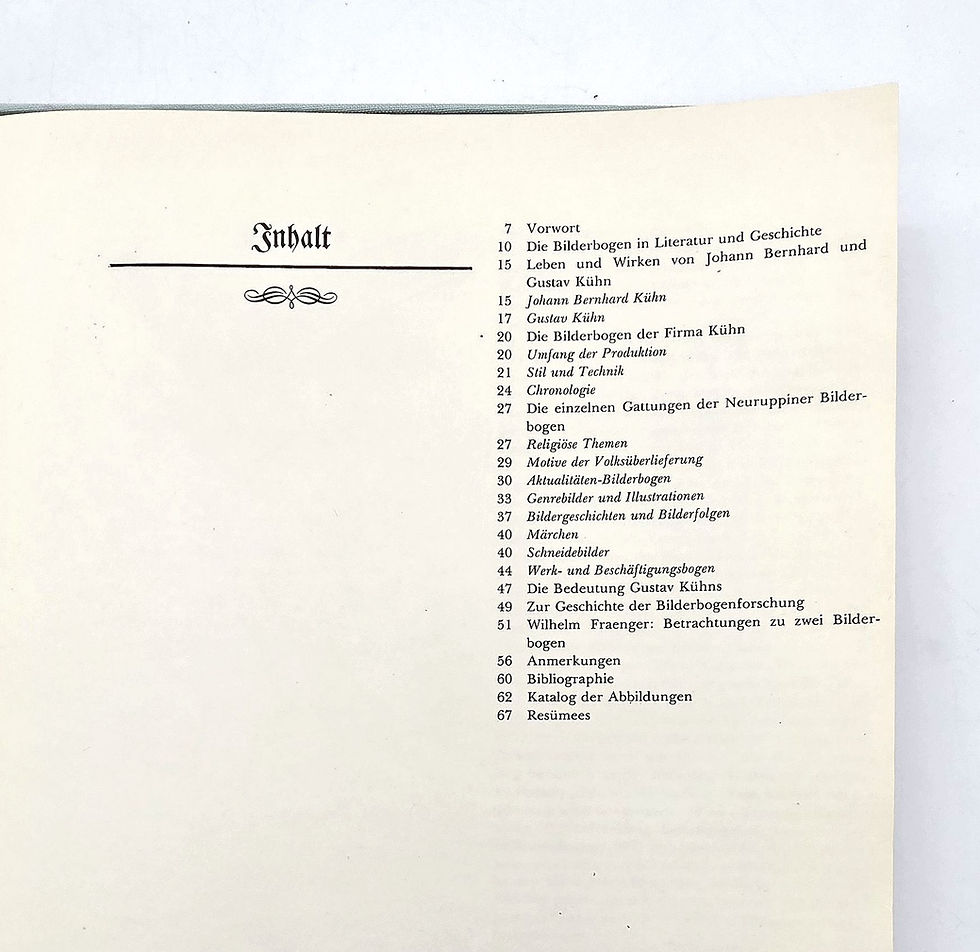 Inhalt
7 Vorwort
10 Die Bilderbogen in Literatur und Geschichte
15 Leben und Wirken von Johann Bernhard und
Gustav Kühn
15 Johann Bernhard Kühn
17 Gustav Kühn
20 Die Bilderbogen der Firma Kühn
20 Umfang der Produktion
21 Stil und Technik
24 Chronologie
27 Die einzelnen Gattungen der Neuruppiner Bilder-
bogen
27 Religiöse Themen
29 Motive der Volksüberlieferung
30 Aktualitäten-Bilderbogen
33 Genrebilder und Illustrationen
37 Bildergeschichten und Bilderfolgen
40 Märchen
40 Schneidebilder
44 Werk- und Beschäftigungsbogen
47 Die Bedeutung Gustav Kühns
49 Zur Geschichte der Bilderbogenforschung
51 Wilhelm Fraenger: Betrachtungen zu zwei Bilder-
bogen
56 Anmerkungen
60 Bibliographie
62 Katalog der Abbildungen
67 Resümees